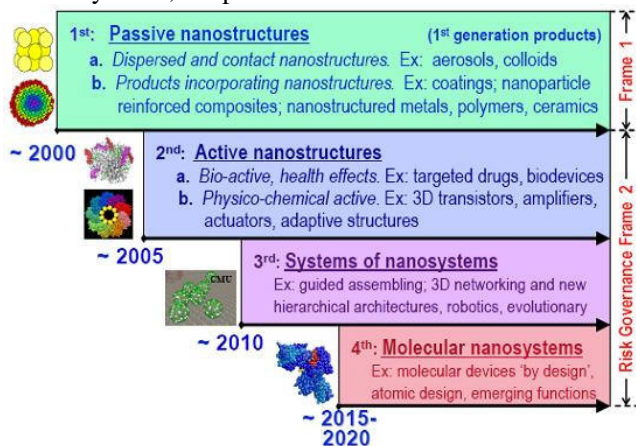 1st: Passive nanostructures (1st generation products)
a. Dispersed and contact nanostructures. Ex: aerosols, colloids
b. Products incorporating nanostructures. Ex: coatings; nanoparticle
reinforced composites; nanostructured metals, polymers, ceramics
~ 2000
2nd: Active nanostructures
a. Bio-active, health effects. Ex: targeted drugs, biodevices
b. Physico-chemical active. Ex: 3D transistors, amplifiers,
actuators, adaptive structures
~ 2005
CMU
3rd: Systems of nanosystems
Ex: guided assembling; 3D networking and new
hierarchical architectures, robotics, evolutionary
~ 2010
4th: Molecular nanosystems
Ex: molecular devices 'by design',
atomic design, emerging functions
~ 2015-
2020
Frame 1
Risk Governance Frame 2